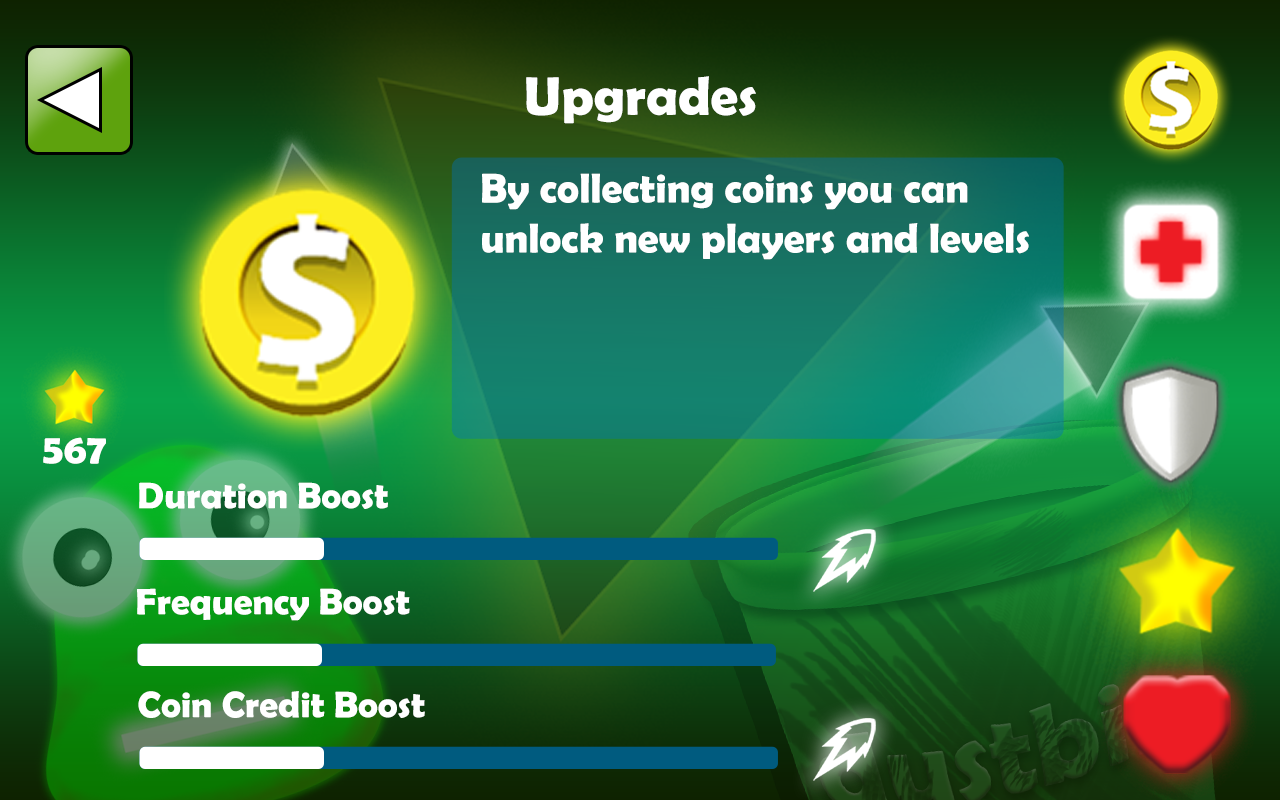 Upgrades
$
$
By collecting coins you can
unlock new players and levels
567
Duration Boost
Frequency Boost
Coin Credit Boost
dustbi